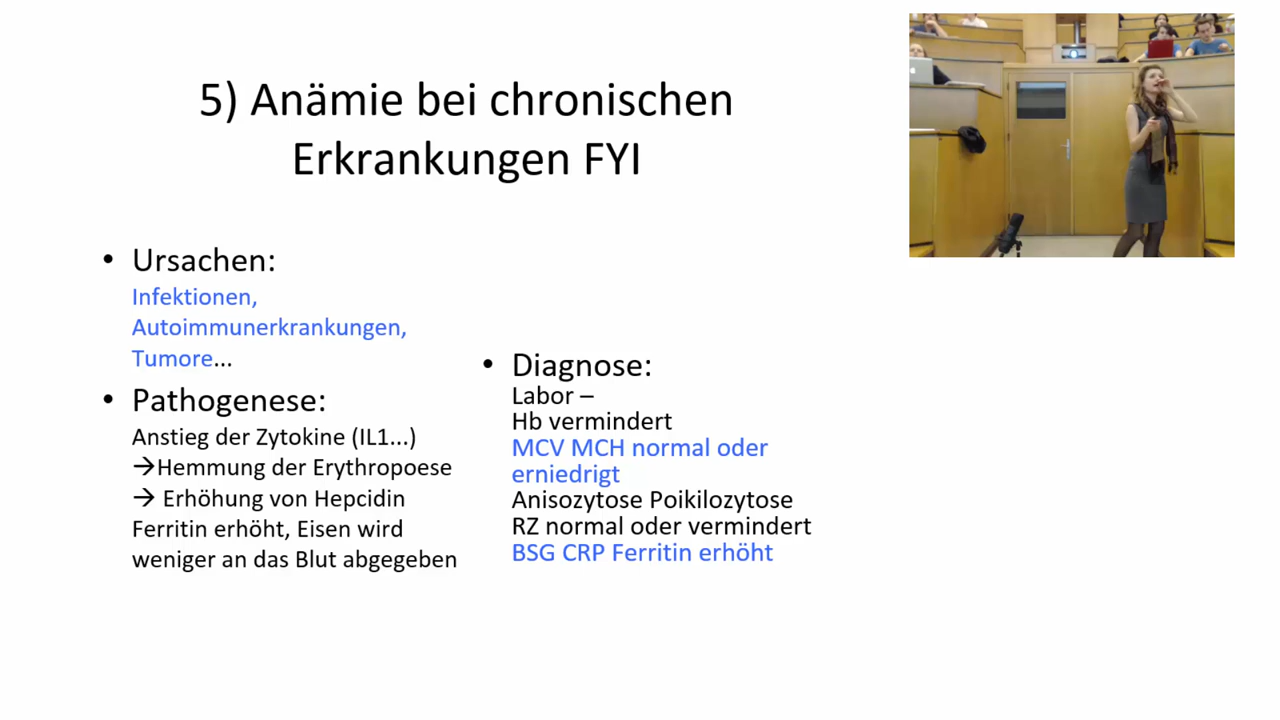 5) Anämie bei chronischen
Erkrankungen FYI
• Ursachen:
Infektionen,
Autoimmunerkrankungen,
Tumore...
• Pathogenese:
Anstieg der Zytokine (IL1...)
→Hemmung der Erythropoese
→ Erhöhung von Hepcidin
Ferritin erhöht, Eisen wird
weniger an das Blut abgegeben
• Diagnose:
Labor –
Hb vermindert
MCV MCH normal oder
erniedrigt
Anisozytose Poikilozytose
RZ normal oder vermindert
BSG CRP Ferritin erhöht